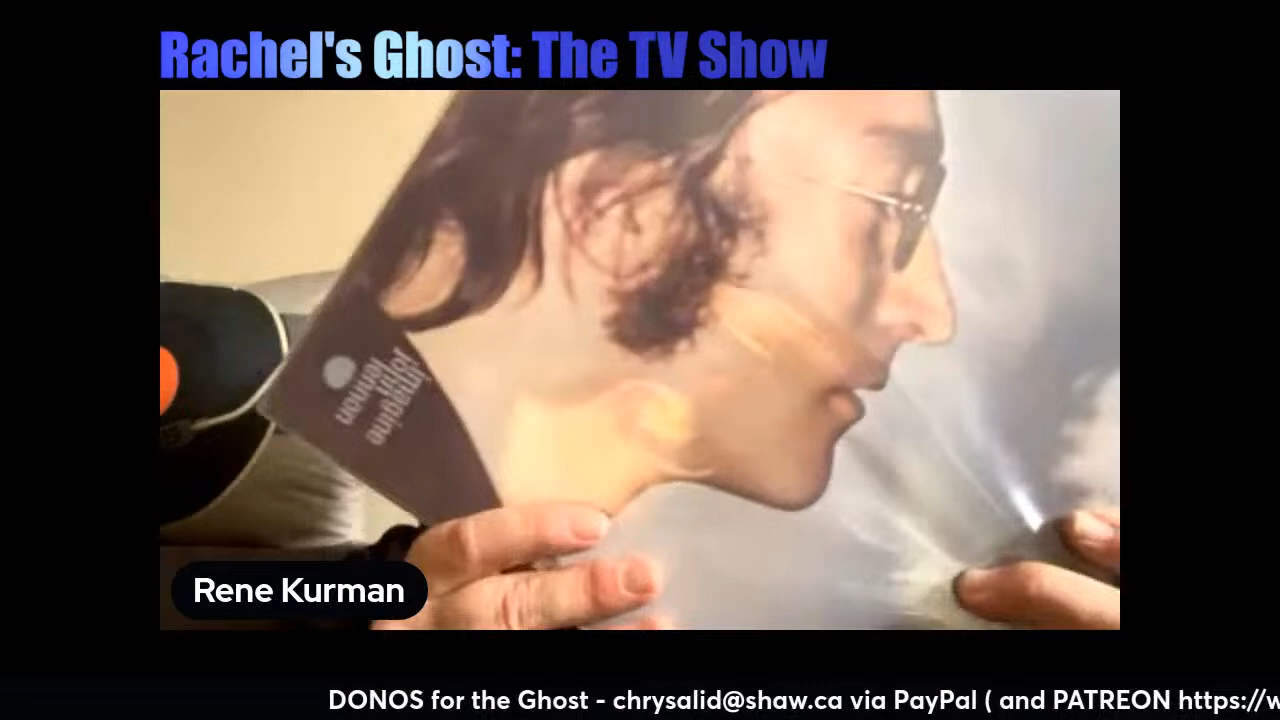 Rachel's Ghost: The TV Show
imagine
john
lennon
Rene Kurman
DONOS for the Ghost - chrysalid@shaw.ca via PayPal ( and PATREON https://w